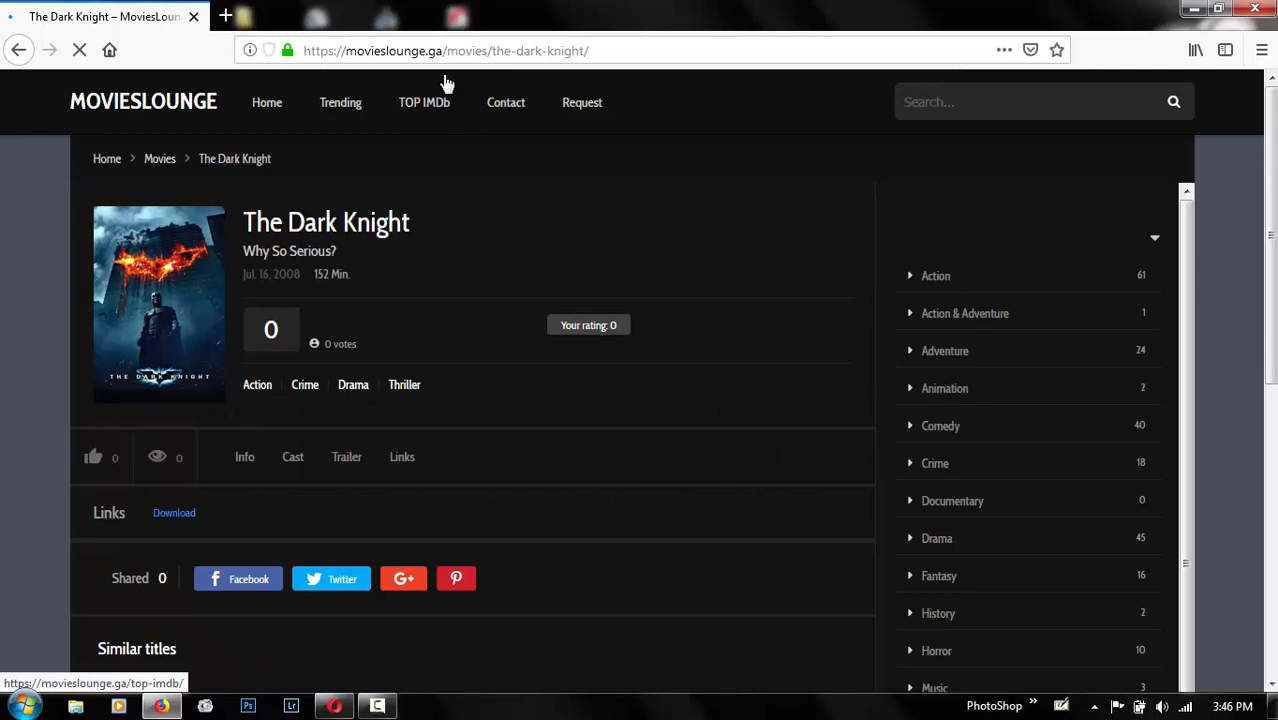 The Dark Knight – MoviesLoun
https://movieslounge.ga/movies/the-dark-knight/
MOVIESLOUNGE
Home
Trending
TOP IMDb
Contact
Request
Search...
Home > Movies > The Dark Knight
The Dark Knight
Why So Serious?
Jul. 16, 2008 152 Min.
0
0 votes
Your rating: 0
Action
Crime
Drama
Thriller
THE DARK KNIGHT
0
0
Info
Cast
Trailer
Links
Links
Download
Shared 0
Facebook
Twitter
G+
Similar titles
Action 61
Action & Adventure 1
Adventure 24
Animation 2
Comedy 40
Crime 18
Documentary 0
Drama 45
Fantasy 16
History 2
Horror 10
Music 3
https://movieslounge.ga/top-imdb/
Ps
Lr
C
PhotoShop
3:46 PM